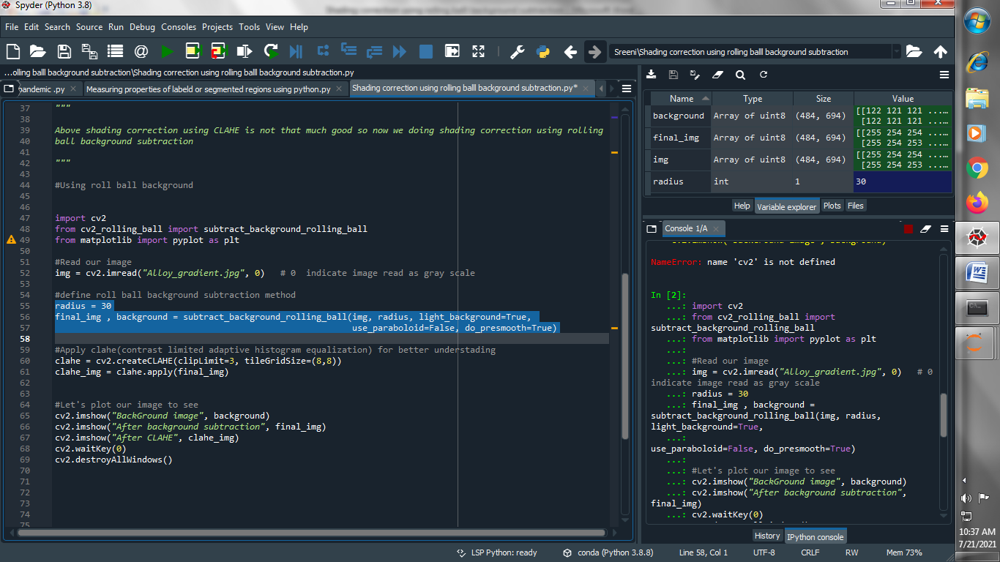 Spyder (Python 3.8)
File Edit Search Source Run Debug Consoles Projects Tools View Help
Sreeni\Shading correction using rolling ball background subtraction
...olling balll background subtraction\Shading correction using rolling balll background subtraction.py
pandemic .py
Measuring properties of labeld or segmented regions using python.py
Shading correction using rolling balll background subtraction.py*
37 """
38
39 Above shading correction using CLAHE is not that much good so now we doing shading correction using rolling
40 ball background subtraction
41
42 """
43
44 #Using roll ball background
45
46
47 import cv2
48 from cv2_rolling_ball import subtract_background_rolling_ball
49 from matplotlib import pyplot as plt
50
51 #Read our image
52 img = cv2.imread("Alloy_gradient.jpg", 0)   # 0  indicate image read as gray scale
53
54 #define roll ball background subtraction method
55 radius = 30
56 final_img , background = subtract_background_rolling_ball(img, radius, light_background=True,
57 use_paraboloid=False, do_presmooth=True)
58
59 #Apply clahe(contrast limited adaptive histogram equalization) for better understading
60 clahe = cv2.createCLAHE(clipLimit=3, tileGridSize=(8,8))
61 clahe_img = clahe.apply(final_img)
62
63
64 #Let's plot our image to see
65 cv2.imshow("BackGround image", background)
66 cv2.imshow("After background subtraction", final_img)
67 cv2.imshow("After CLAHE", clahe_img)
68 cv2.waitKey(0)
69 cv2.destroyAllWindows()
70
71
72
73
74
75
Name Type Size Value
background Array of uint8 (484, 694) [[122 121 121 ...…
[122 121 121 ...…
final_img Array of uint8 (484, 694) [[255 254 254 ...…
[255 254 253 ...…
img Array of uint8 (484, 694) [[255 254 254 ...…
[255 254 253 ...…
radius int 1 30
Help Variable explorer Plots Files
Console 1/A
NameError: name 'cv2' is not defined
In [2]:
...: import cv2
...: from cv2_rolling_ball import
subtract_background_rolling_ball
...: from matplotlib import pyplot as plt
...:
...: #Read our image
...: img = cv2.imread("Alloy_gradient.jpg", 0)   # 0
indicate image read as gray scale
...: radius = 30
...: final_img , background =
subtract_background_rolling_ball(img, radius,
light_background=True,
...:
use_paraboloid=False, do_presmooth=True)
...:
...: #Let's plot our image to see
...: cv2.imshow("BackGround image", background)
...: cv2.imshow("After background subtraction",
final_img)
...: cv2.waitKey(0)
History IPython console
LSP Python: ready conda (Python 3.8.8) Line 58, Col 1 UTF-8 CRLF RW Mem 73%
10:37 AM
7/21/2021